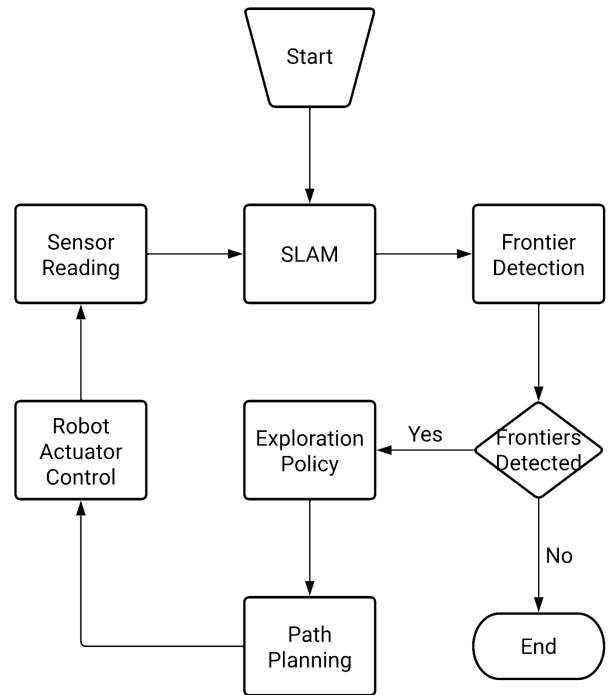 Start
Sensor
Reading
SLAM
Frontier
Detection
Robot
Actuator
Control
Exploration
Policy
Yes
Frontiers
Detected
No
Path
Planning
End